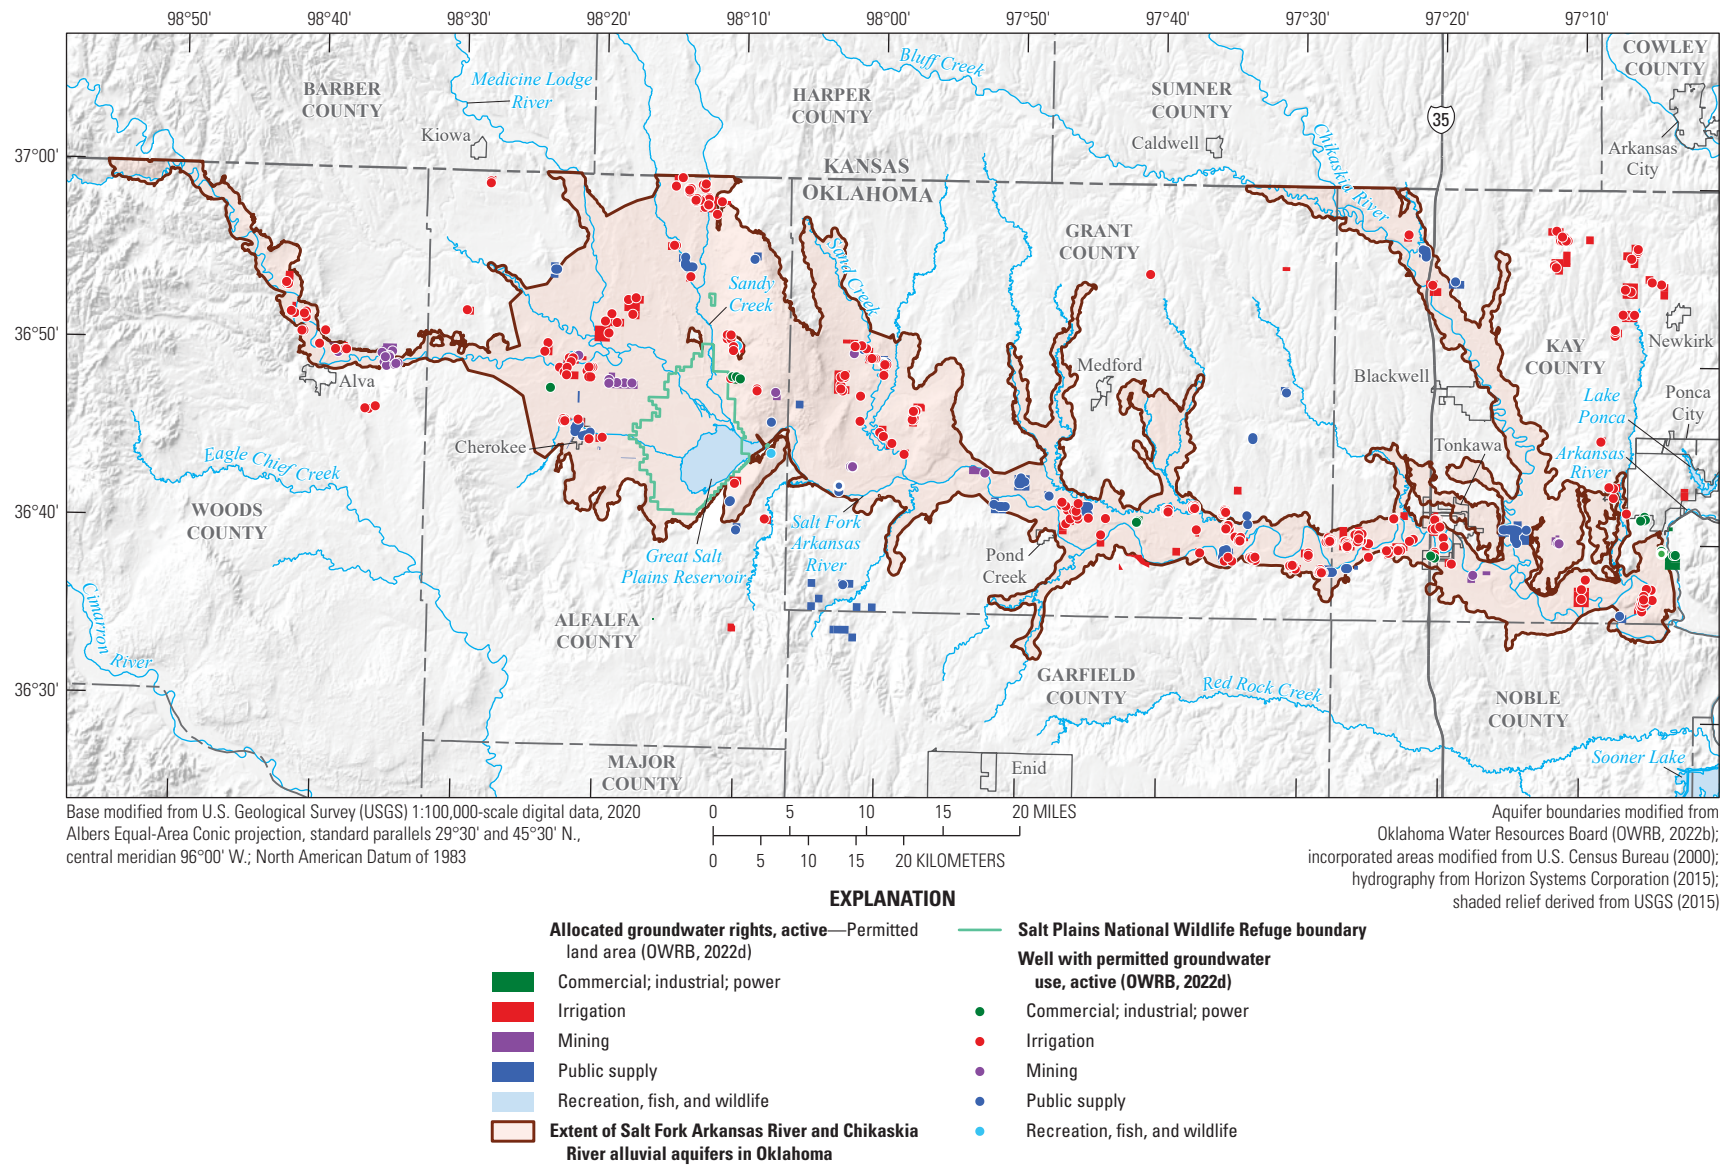 98°50' 98°40' 98°30' 98°20' 98°10' 98°00' 97°50' 97°40' 97°30' 97°20' 97°10'
37°00'
36°50'
36°40'
36°30'
BARBER
COUNTY
Medicine Lodge
River
Kiowa
HARPER
COUNTY
Bluff Creek
SUMNER
COUNTY
Caldwell
Chikaskia River
35
COWLEY
COUNTY
Arkansas
City
KANSAS
OKLAHOMA
GRANT
COUNTY
Sand Creek
Sandy
Creek
Alva
Cherokee
Medford
Blackwell
KAY
COUNTY
Newkirk
Lake
Ponca
Ponca
City
Tonkawa
Arkansas
River
Eagle Chief Creek
WOODS
COUNTY
Great Salt
Plains Reservoir
Salt Fork
Arkansas
River
Pond
Creek
Cimarron
River
ALFALFA
COUNTY
GARFIELD
COUNTY
Red Rock Creek
NOBLE
COUNTY
MAJOR
COUNTY
Enid
Sooner Lake
Base modified from U.S. Geological Survey (USGS) 1:100,000-scale digital data, 2020
Albers Equal-Area Conic projection, standard parallels 29°30' and 45°30' N.,
central meridian 96°00' W.; North American Datum of 1983
0 5 10 15 20 MILES
0 5 10 15 20 KILOMETERS
Aquifer boundaries modified from
Oklahoma Water Resources Board (OWRB, 2022b);
incorporated areas modified from U.S. Census Bureau (2000);
hydrography from Horizon Systems Corporation (2015);
shaded relief derived from USGS (2015)
EXPLANATION
Allocated groundwater rights, active—Permitted
land area (OWRB, 2022d)
Commercial; industrial; power
Irrigation
Mining
Public supply
Recreation, fish, and wildlife
Extent of Salt Fork Arkansas River and Chikaskia
River alluvial aquifers in Oklahoma
Salt Plains National Wildlife Refuge boundary
Well with permitted groundwater
use, active (OWRB, 2022d)
Commercial; industrial; power
Irrigation
Mining
Public supply
Recreation, fish, and wildlife